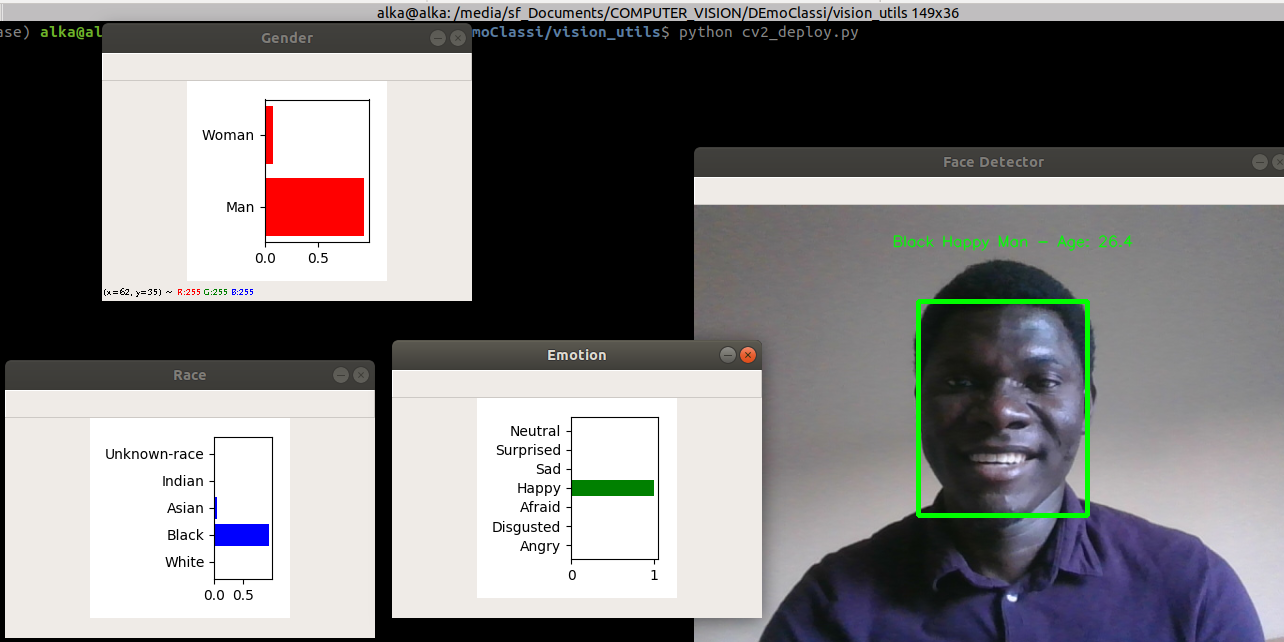 alka@alka: /media/sf_Documents/COMPUTER_VISION/DEmoClassi/vision_utils 149x36
ase) alka@al
moClassi/vision_utils$ python cv2_deploy.py
Gender
Woman
Man
0.0 0.5
(x=62, y=35) ~ R:255 G:255 B:255
Face Detector
Black Happy Man - Age: 26.4
Race
Unknown-race
Indian
Asian
Black
White
0.0 0.5
Emotion
Neutral
Surprised
Sad
Happy
Afraid
Disgusted
Angry
0 1